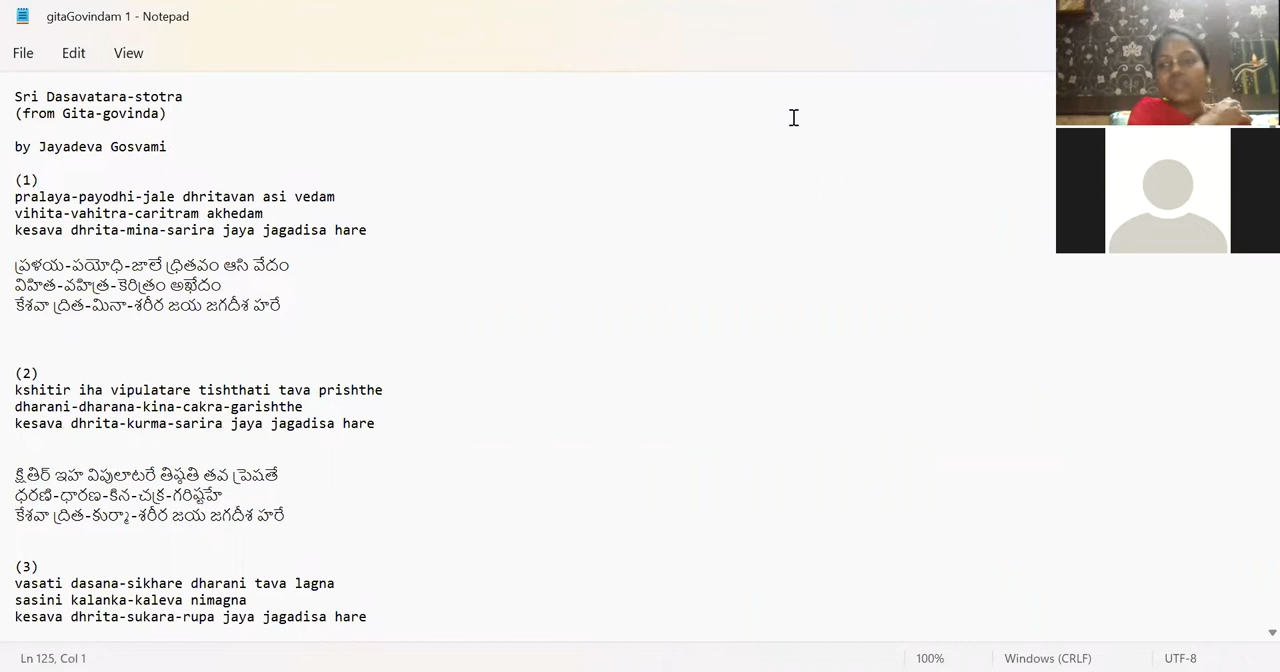 gitaGovindam 1 - Notepad
File Edit View
Sri Dasavatara-stotra
(from Gita-govinda)
by Jayadeva Gosvami
(1)
pralaya-payodhi-jale dhritavan asi vedam
vihita-vahitra-caritram akhedam
kesava dhrita-mina-sarira jaya jagadisa hare
ప్రళయ-పయోధి-జాలే ధ్రితవం ఆసి వేదం
విహిత-వహిత్ర-కెరిత్రం అఖేదం
కేశవా ద్రిత-మినా-శరీర జయ జగదీశ హరే
(2)
kshitir iha vipulatare tishthati tava prishthe
dharani-dharana-kina-cakra-garishthe
kesava dhrita-kurma-sarira jaya jagadisa hare
క్షితిర్ ఇహ విపులాటరే తిష్ఠతి తవ ప్రెషతే
ధరణి-ధారణ-కిన-చక్ర-గరిష్టహే
కేశవా ద్రిత-కుర్మా-శరీర జయ జగదీశ హరే
(3)
vasati dasana-sikhare dharani tava lagna
sasini kalanka-kaleva nimagna
kesava dhrita-sukara-rupa jaya jagadisa hare
Ln 125, Col 1 100% Windows (CRLF) UTF-8